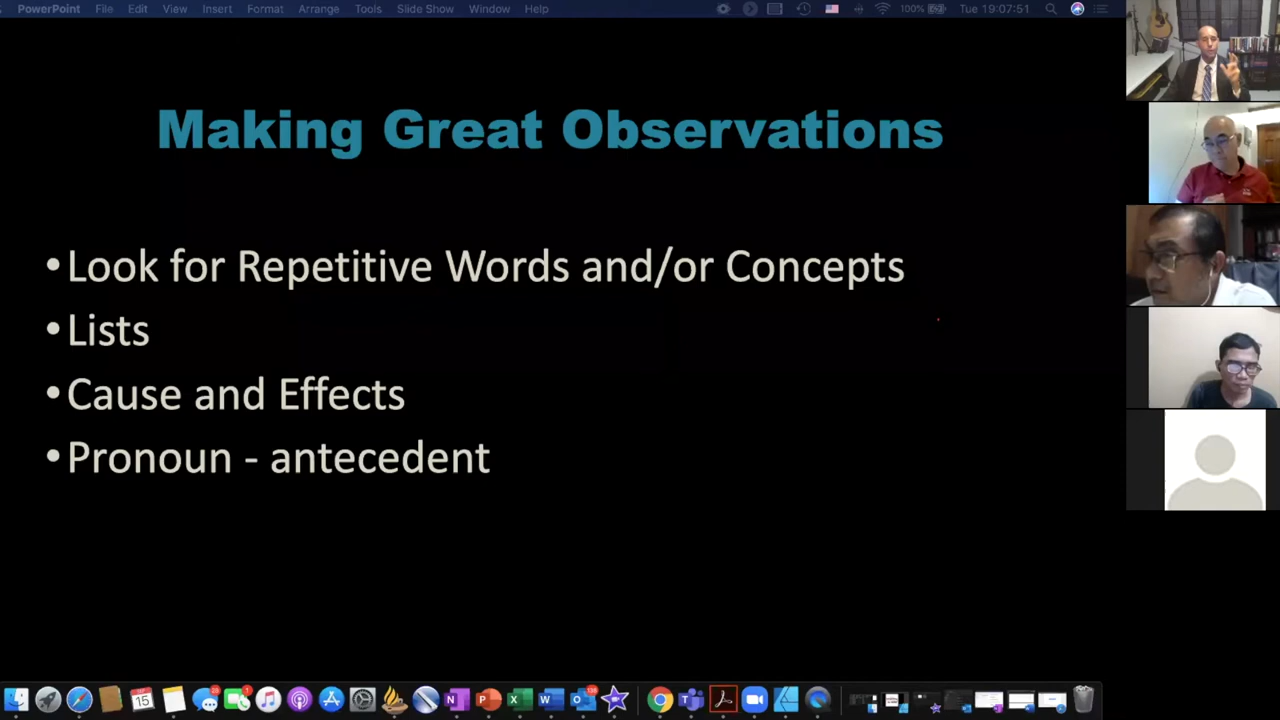 PowerPoint File Edit View Insert Format Arrange Tools Slide Show Window Help 100% Tue 19:07:51
Making Great Observations
•Look for Repetitive Words and/or Concepts
•Lists
•Cause and Effects
•Pronoun - antecedent
15